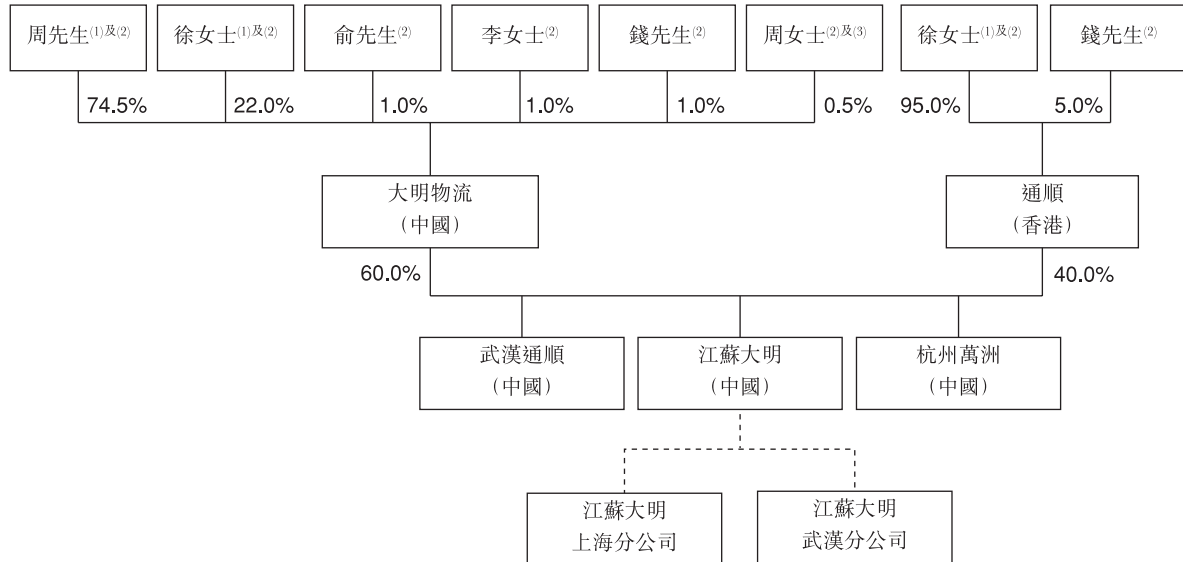 周先生(1)及(2)
徐女士(1)及(2)
俞先生(2)
李女士(2)
錢先生(2)
周女士(2)及(3)
徐女士(1)及(2)
錢先生(2)
74.5%
22.0%
1.0%
1.0%
1.0%
0.5%
95.0%
5.0%
大明物流
(中國)
通順
(香港)
60.0%
40.0%
武漢通順
(中國)
江蘇大明
(中國)
杭州萬洲
(中國)
江蘇大明
上海分公司
江蘇大明
武漢分公司